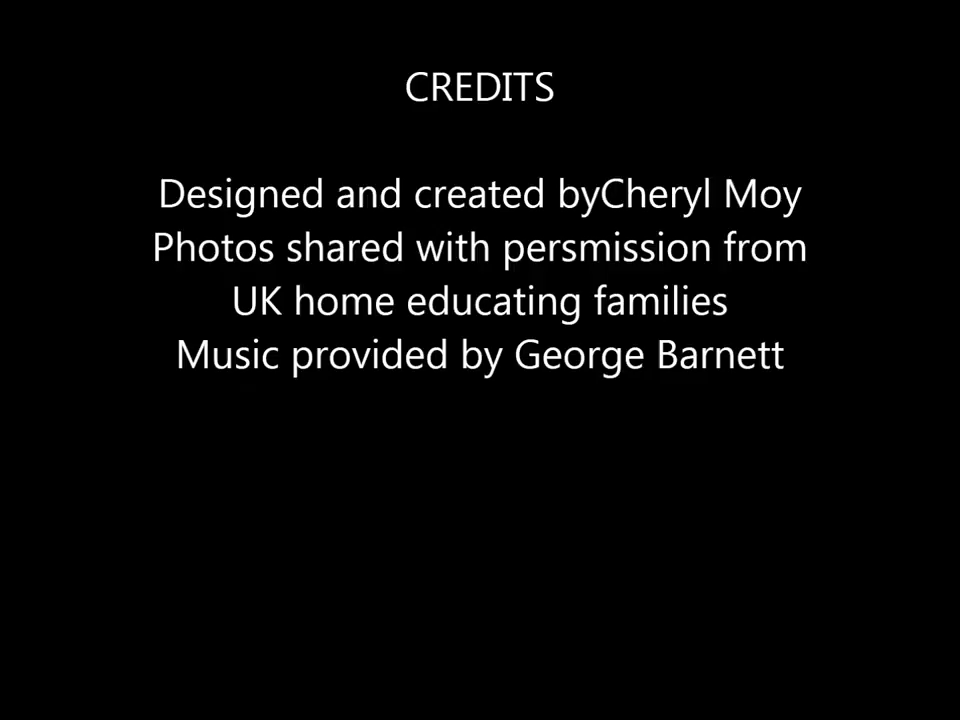 CREDITS
Designed and created byCheryl Moy
Photos shared with persmission from
UK home educating families
Music provided by George Barnett